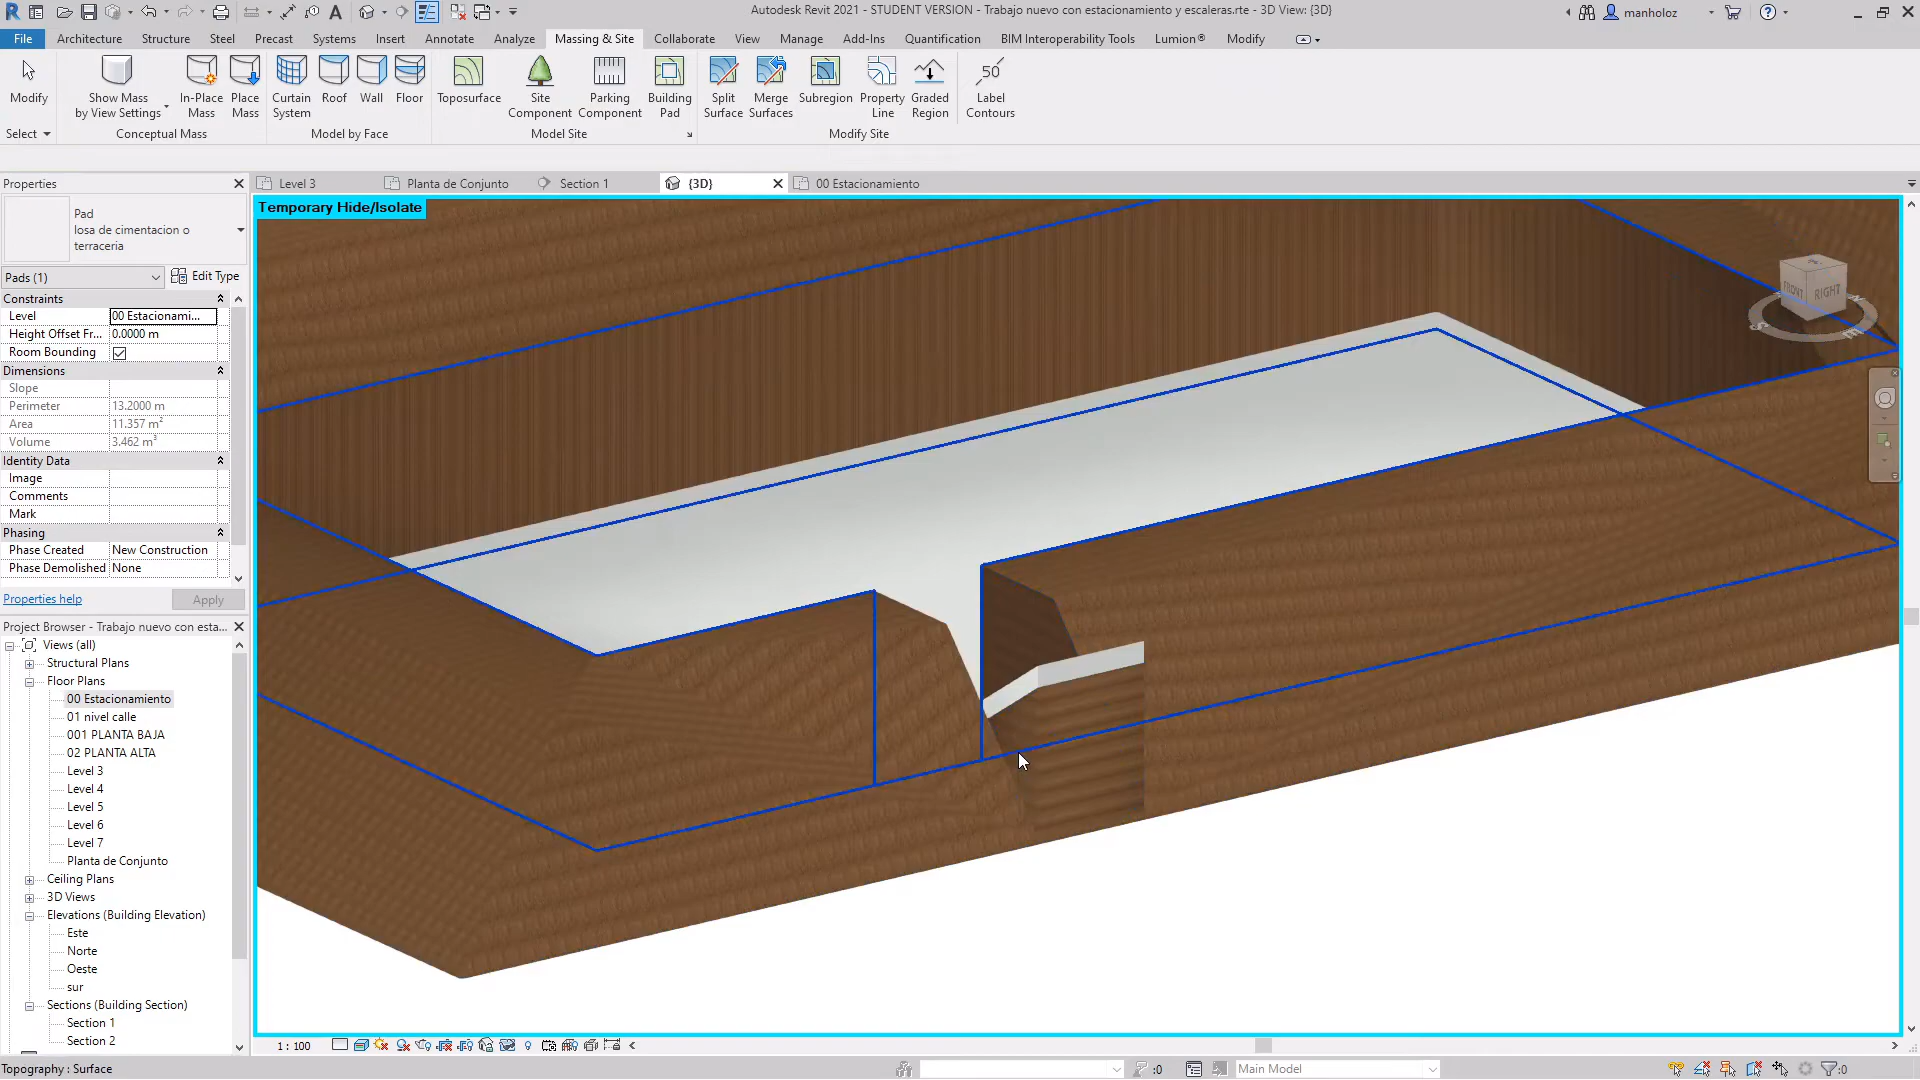 Autodesk Revit 2021 - STUDENT VERSION - Trabajo nuevo con estacionamiento y escaleras.rte - 3D View: {3D}
manholoz
File Architecture Structure Steel Precast Systems Insert Annotate Analyze Massing & Site Collaborate View Manage Add-Ins Quantification BIM Interoperability Tools Lumion® Modify
Modify
Show Mass
by View Settings
In-Place
Mass
Place
Mass
Curtain
System
Roof
Wall
Floor
Toposurface
Site
Component
Parking
Component
Building
Pad
Split
Surface
Merge
Surfaces
Subregion
Property
Line
Graded
Region
50
Label
Contours
Select
Conceptual Mass
Model by Face
Model Site
Modify Site
Properties
Level 3
Planta de Conjunto
Section 1
{3D}
00 Estacionamiento
Temporary Hide/Isolate
Pad
losa de cimentacion o
terraceria
Pads (1)
Edit Type
Constraints
Level 00 Estacionami...
Height Offset Fr... 0.0000 m
Room Bounding
Dimensions
Slope
Perimeter 13.2000 m
Area 11.357 m²
Volume 3.462 m³
Identity Data
Image
Comments
Mark
Phasing
Phase Created New Construction
Phase Demolished None
Properties help
Apply
Project Browser - Trabajo nuevo con esta...
Views (all)
Structural Plans
Floor Plans
00 Estacionamiento
01 nivel calle
001 PLANTA BAJA
02 PLANTA ALTA
Level 3
Level 4
Level 5
Level 6
Level 7
Planta de Conjunto
Ceiling Plans
3D Views
Elevations (Building Elevation)
Este
Norte
Oeste
sur
Sections (Building Section)
Section 1
Section 2
FRONT
RIGHT
1 : 100
Topography : Surface
:0
Main Model
:0